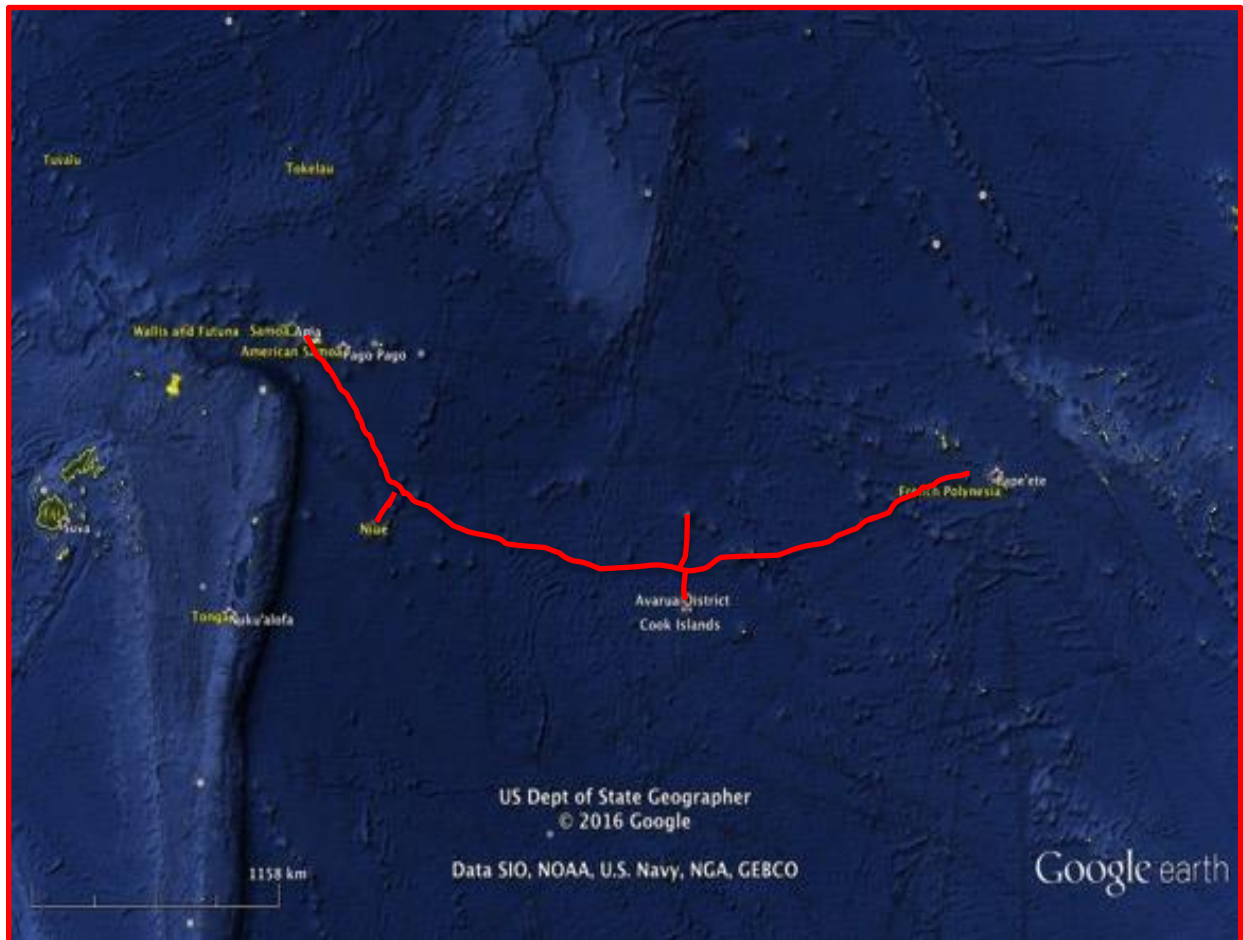 Tuvalu
Tokelau
Wallis and Futuna
Samoa Apia
American Samoa Pago Pago
French Polynesia
Pape'ete
Suva
Niue
Avarua District
Cook Islands
Tonga Nuku'alofa
US Dept of State Geographer
© 2016 Google
Data SIO, NOAA, U.S. Navy, NGA, GEBCO
1158 km
Google earth